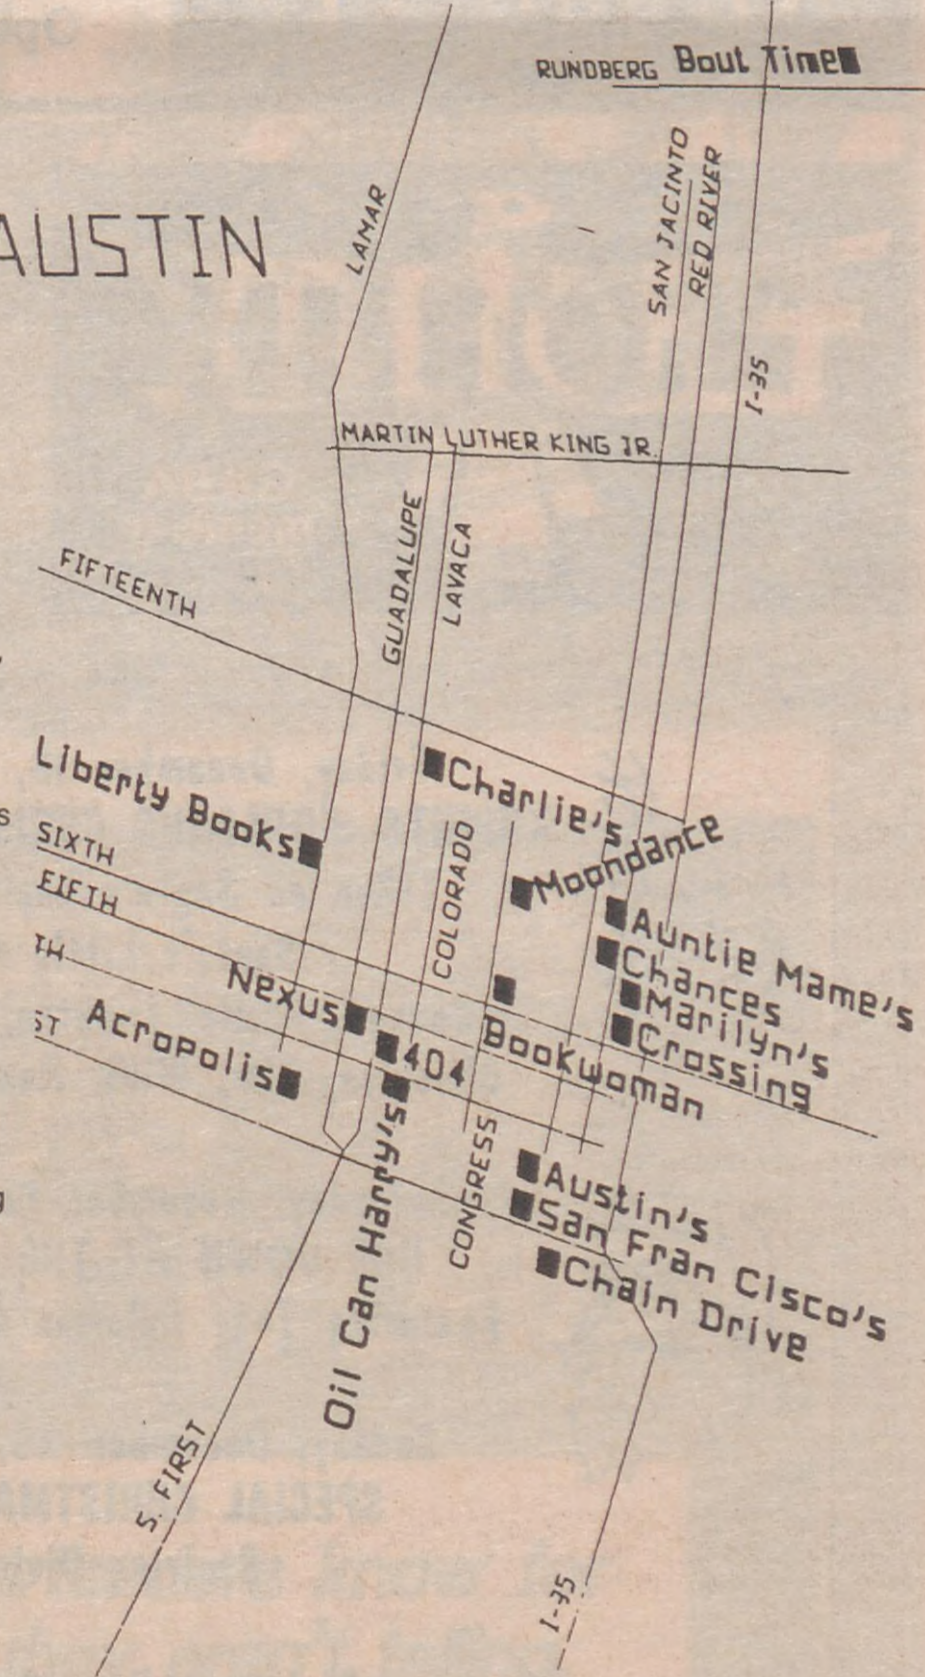 RUNDBERG Bout Time
AUSTIN
LAMAR
SAN JACINTO
RED RIVER
I-35
MARTIN LUTHER KING JR.
GUADALUPE
LAVACA
FIFTEENTH
Liberty Books
Charlie's
Moondance
SIXTH
FIFTH
COLORADO
Auntie Mame's
Chances
Marilyn's
Crossing
TH
Nexus
404
Bookwoman
ST
Acropolis
Oil Can Harry's
CONGRESS
Austin's
San Fran Cisco's
Chain Drive
S. FIRST
I-35